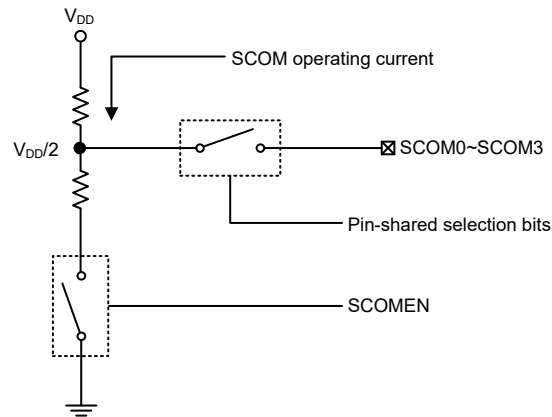 VDD
SCOM operating current
VDD/2
SCOM0~SCOM3
Pin-shared selection bits
SCOMEN